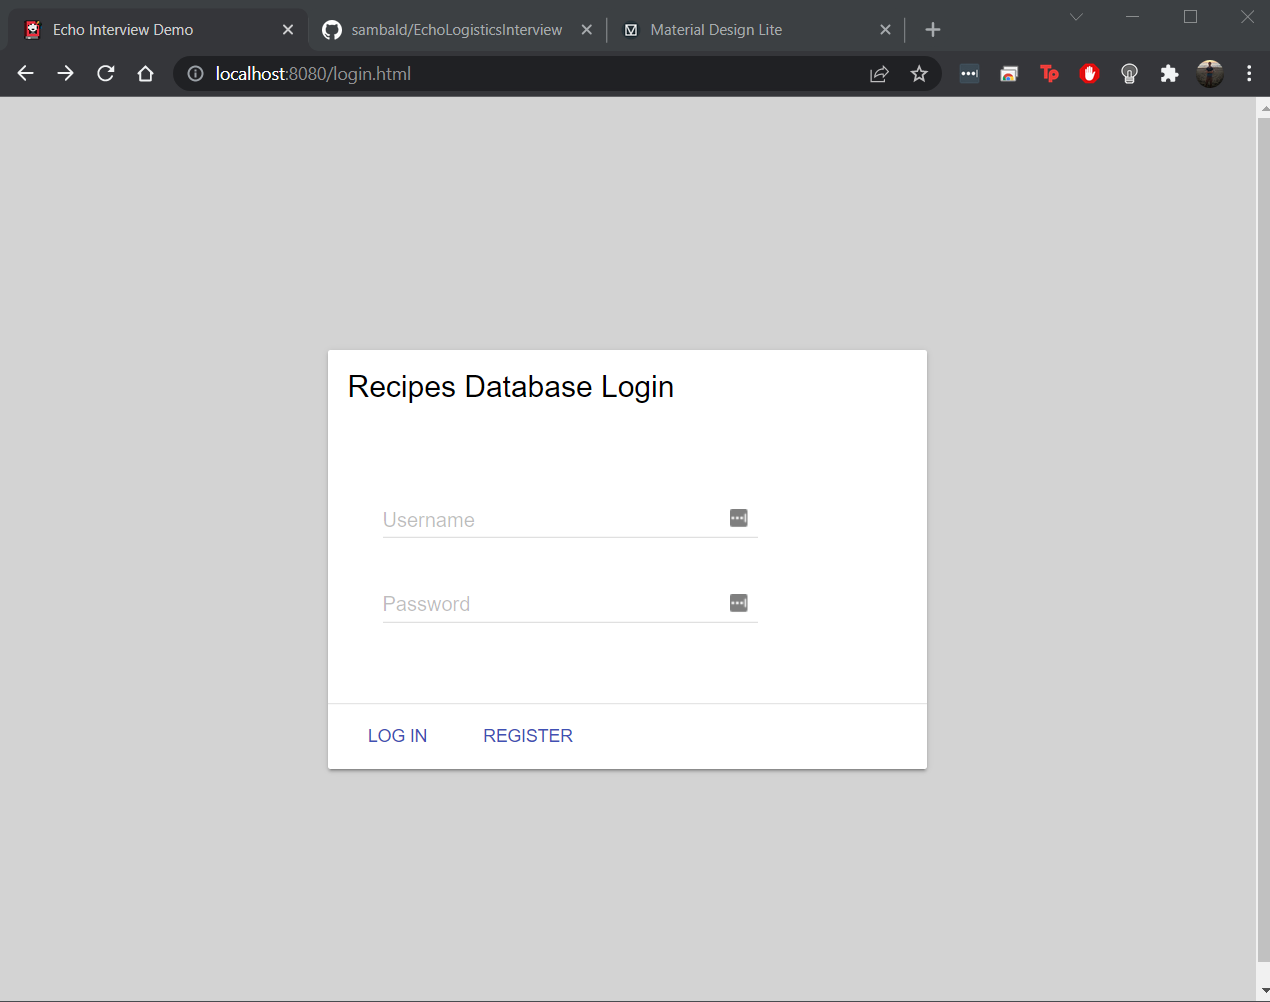 Echo Interview Demo
sambald/EchoLogisticsInterview
Material Design Lite
localhost:8080/login.html
Tp
Recipes Database Login
Username
Password
LOG IN
REGISTER